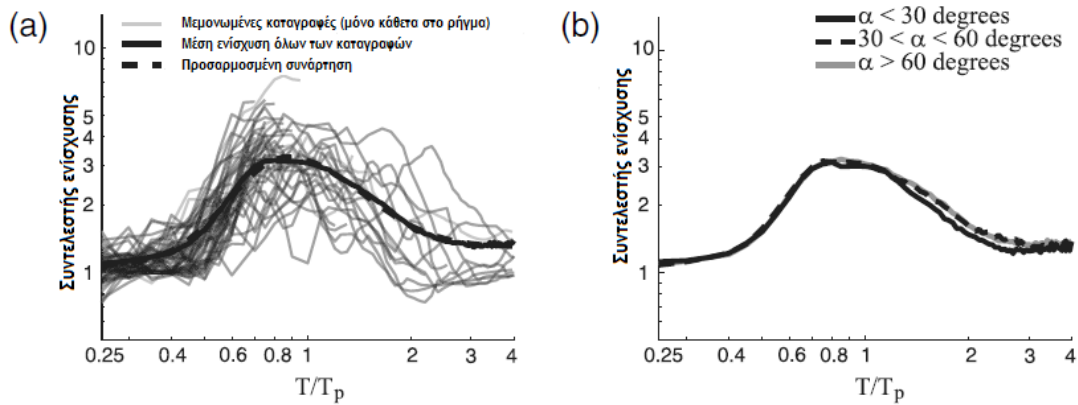 (a)
Μεμονωμένες καταγραφές (μόνο κάθετα στο ρήγμα)
Μέση ενίσχυση όλων των καταγραφών
Προσαρμοσμένη συνάρτηση
Συντελεστής ενίσχυσης
10
5
4
3
2
1
0.25 0.4 0.6 0.8 1 2 3 4
T/Tp
(b)
α < 30 degrees
30 < α < 60 degrees
α > 60 degrees
Συντελεστής ενίσχυσης
10
5
4
3
2
1
0.25 0.4 0.6 0.8 1 2 3 4
T/Tp